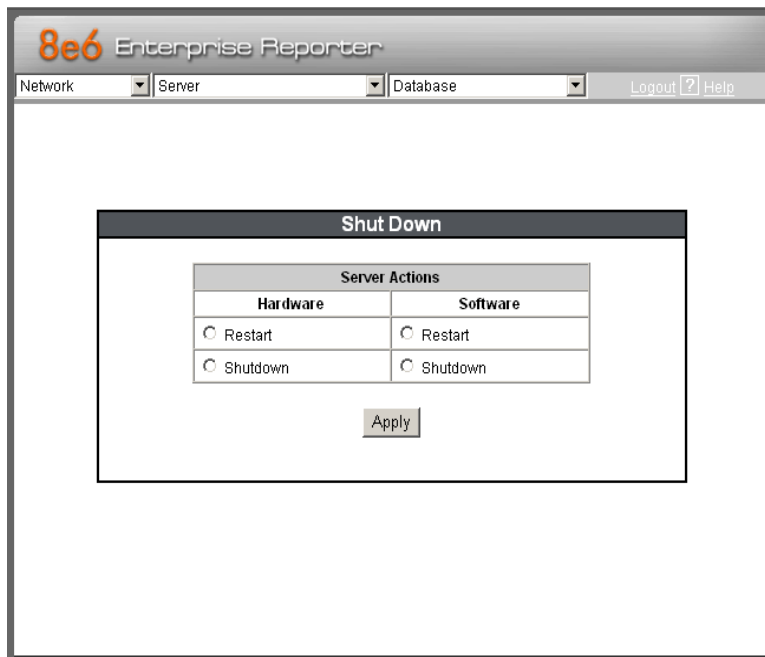 8e6 Enterprise Reporter
Network Server Database Logout ? Help
Shut Down
Server Actions
Hardware Software
Restart Restart
Shutdown Shutdown
Apply